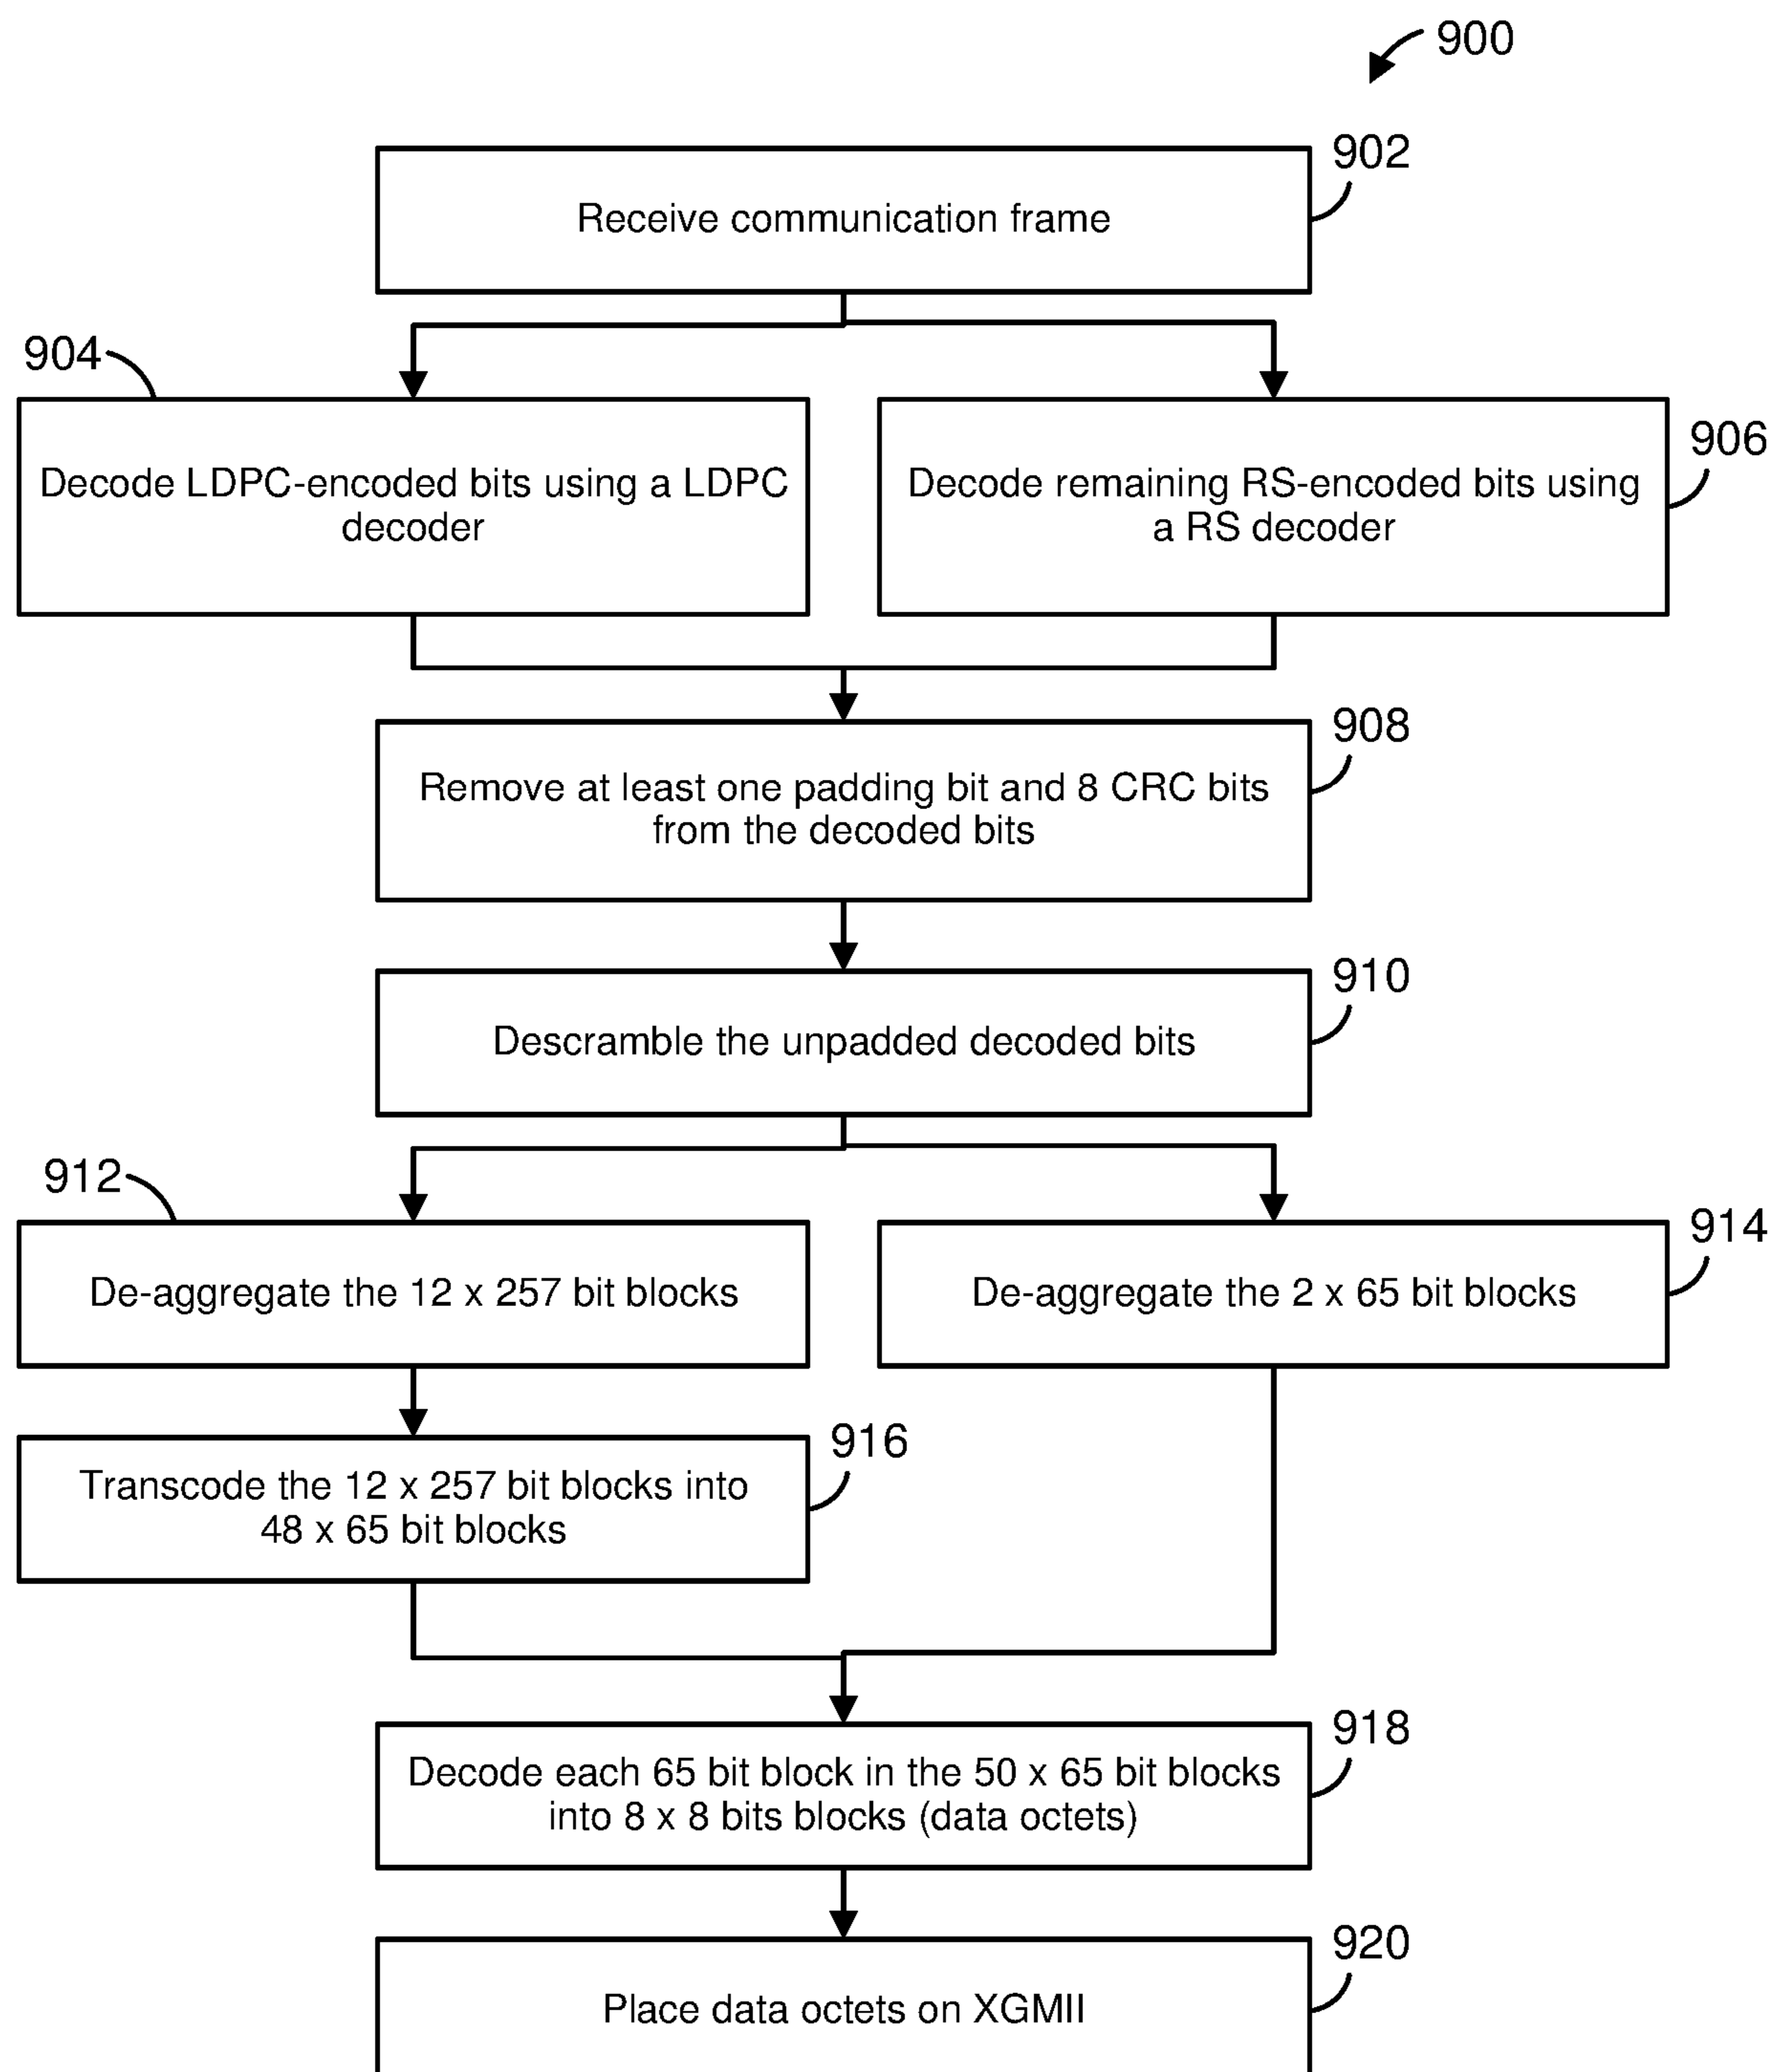 900
902
Receive communication frame
904
Decode LDPC-encoded bits using a LDPC
decoder
906
Decode remaining RS-encoded bits using
a RS decoder
908
Remove at least one padding bit and 8 CRC bits
from the decoded bits
910
Descramble the unpadded decoded bits
912
De-aggregate the 12 x 257 bit blocks
914
De-aggregate the 2 x 65 bit blocks
916
Transcode the 12 x 257 bit blocks into
48 x 65 bit blocks
918
Decode each 65 bit block in the 50 x 65 bit blocks
into 8 x 8 bits blocks (data octets)
920
Place data octets on XGMII